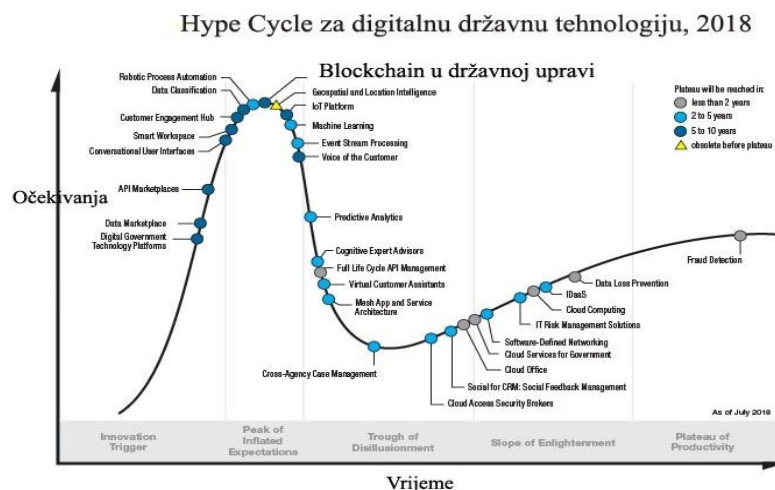 Hype Cycle za digitalnu državnu tehnologiju, 2018
Robotic Process Automation
Data Classification
Customer Engagement Hub
Smart Workspace
Conversational User Interfaces
API Marketplaces
Data Marketplace
Digital Government
Technology Platforms
Očekivanja
Blockchain u državnoj upravi
Geospatial and Location Intelligence
IoT Platform
Machine Learning
Event Stream Processing
Voice of the Customer
Predictive Analytics
Cognitive Expert Advisors
Full Life Cycle API Management
Virtual Customer Assistants
Mesh App and Service
Architecture
Cross-Agency Case Management
Cloud Access Security Brokers
Social for CRM: Social Feedback Management
Cloud Office
Cloud Services for Government
Software-Defined Networking
IT Risk Management Solutions
Cloud Computing
IDaaS
Data Loss Prevention
Fraud Detection
Plateau will be reached in:
less than 2 years
2 to 5 years
5 to 10 years
obsolete before plateau
As of July 2018
Innovation
Trigger
Peak of
Inflated
Expectations
Trough of
Disillusionment
Slope of Enlightenment
Plateau of
Productivity
Vrijeme